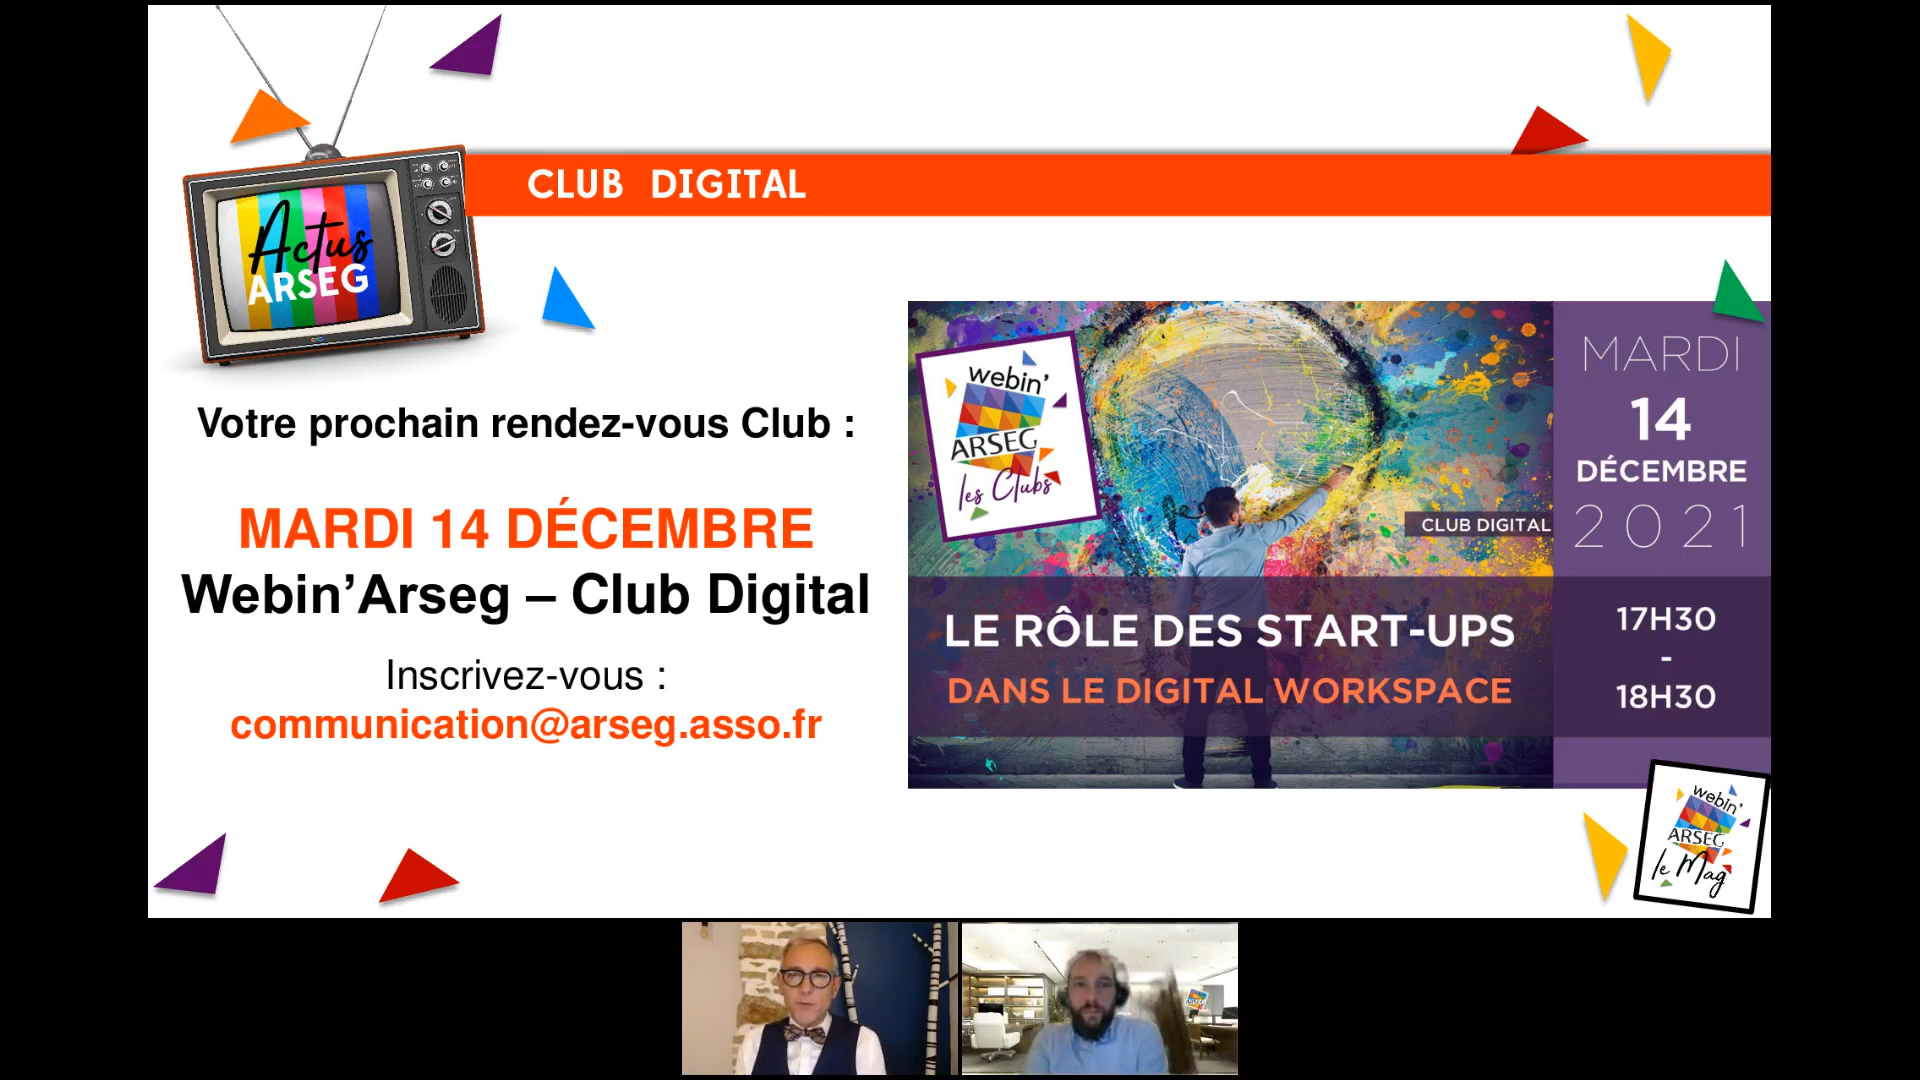 CLUB DIGITAL
Actus
ARSEG
Votre prochain rendez-vous Club :
MARDI 14 DÉCEMBRE
Webin’Arseg – Club Digital
Inscrivez-vous :
communication@arseg.asso.fr
webin'
ARSEG
les Clubs
CLUB DIGITAL
LE RÔLE DES START-UPS
DANS LE DIGITAL WORKSPACE
MARDI
14
DÉCEMBRE
2021
17H30
-
18H30
webin'
ARSEG
le Mag
ARSEG